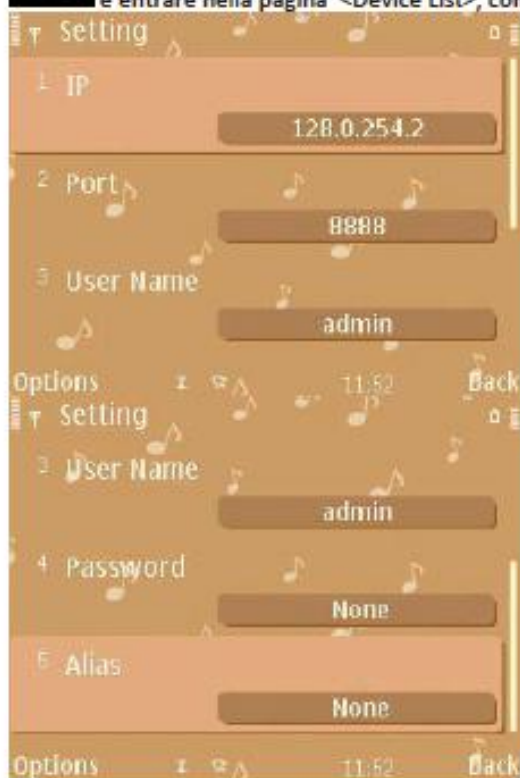 e entrare nella pagina <Device List>, con
Setting
1 IP
128.0.254.2
2 Port
8888
3 User Name
admin
Options 11:52 Back
Setting
3 User Name
admin
4 Password
None
5 Alias
None
Options 11:52 Back